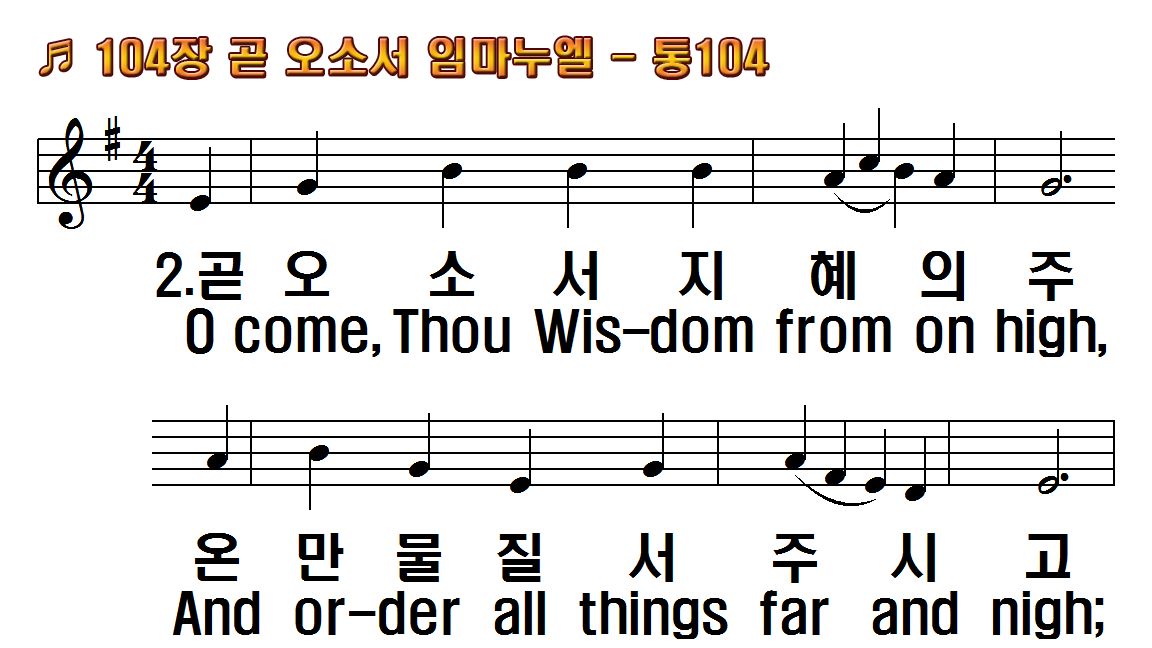 ♬ 104장 곧 오소서 임마누엘 - 통104
4
4
2.곧 오 소 서 지 혜 의 주
O come, Thou Wis-dom from on high,
온 만 물 질 서 주 시 고
And or-der all things far and nigh;